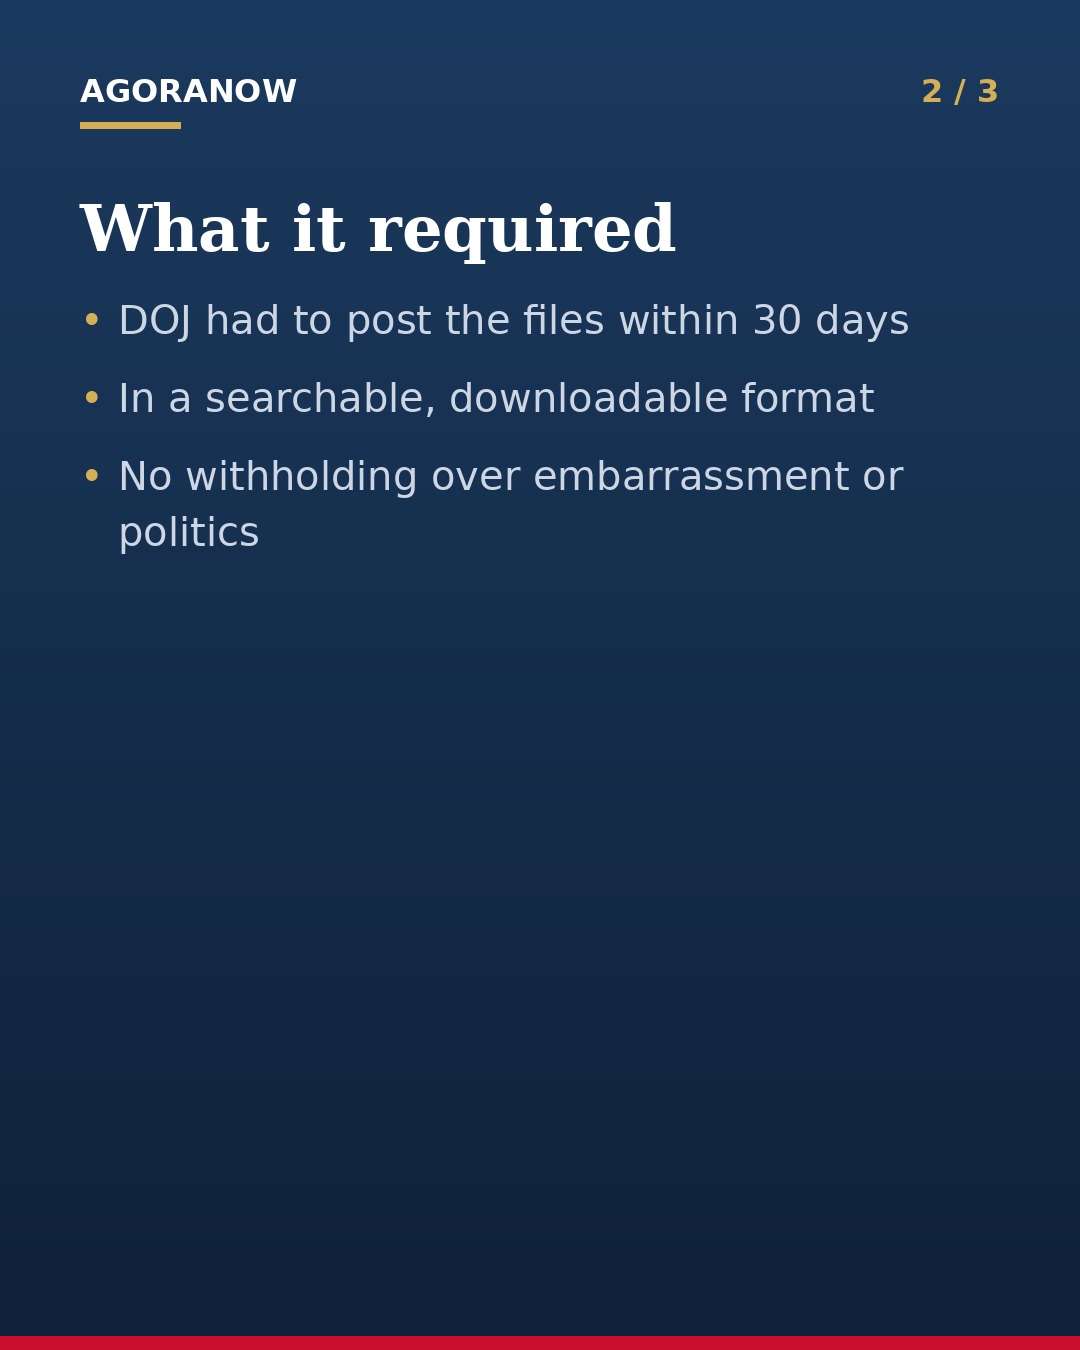 AGORANOW
2 / 3
What it required
• DOJ had to post the files within 30 days
• In a searchable, downloadable format
• No withholding over embarrassment or
politics